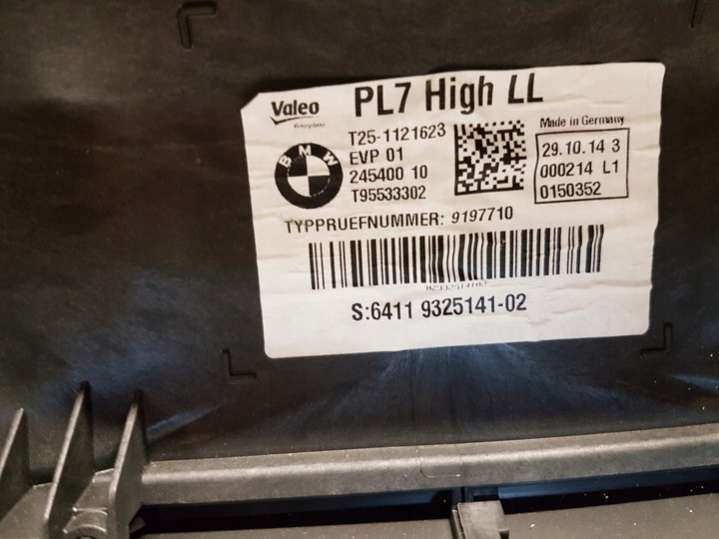 Valeo
PL7 High LL
T25-1121623
EVP 01
245400 10
T95533302
BMW
Made in Germany
29.10.14 3
000214 L1
0150352
TYPPRUEFNUMMER: 9197710
S:6411 9325141-02